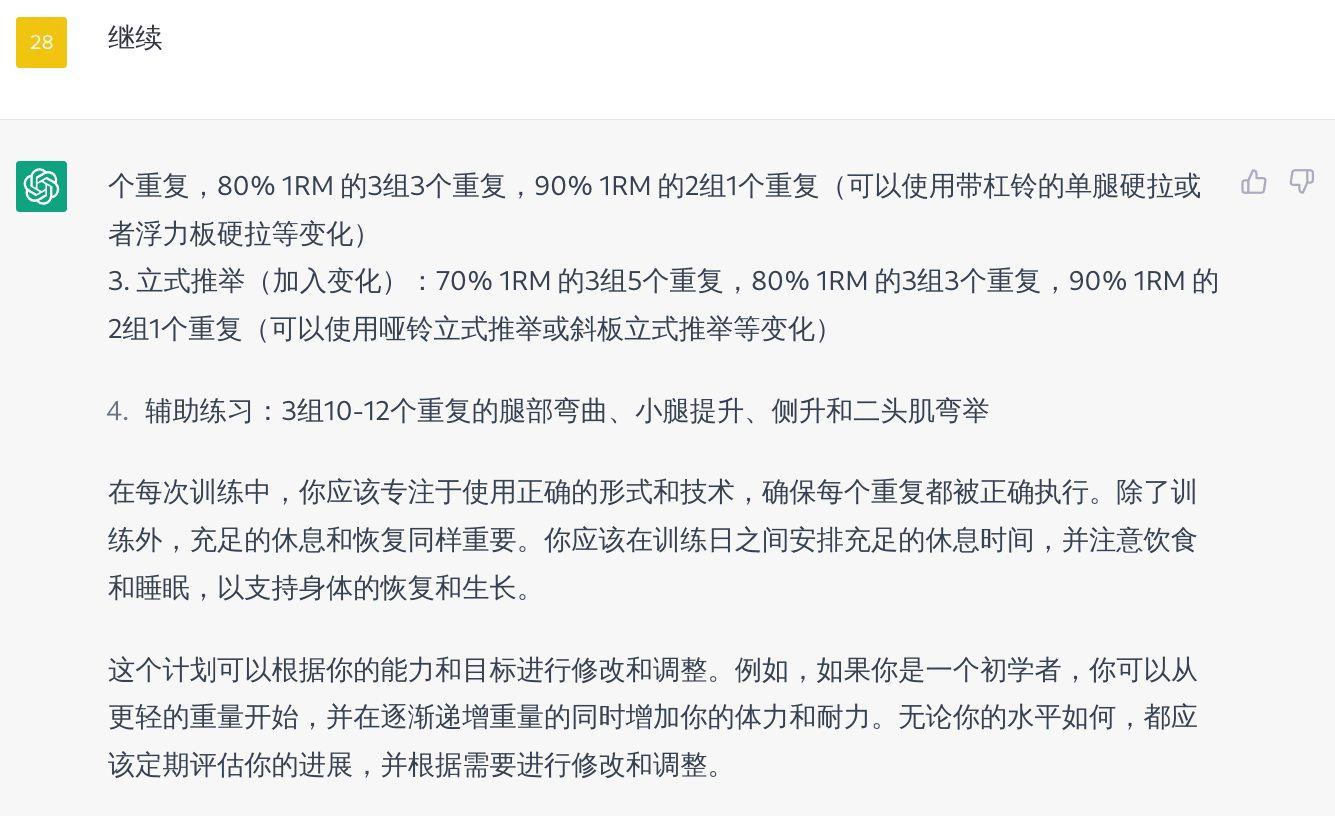 28
继续
个重复，80% 1RM 的3组3个重复，90% 1RM 的2组1个重复（可以使用带杠铃的单腿硬拉或
者浮力板硬拉等变化）
3. 立式推举（加入变化）：70% 1RM 的3组5个重复，80% 1RM 的3组3个重复，90% 1RM 的
2组1个重复（可以使用哑铃立式推举或斜板立式推举等变化）
4. 辅助练习：3组10-12个重复的腿部弯曲、小腿提升、侧升和二头肌弯举
在每次训练中，你应该专注于使用正确的形式和技术，确保每个重复都被正确执行。除了训
练外，充足的休息和恢复同样重要。你应该在训练日之间安排充足的休息时间，并注意饮食
和睡眠，以支持身体的恢复和生长。
这个计划可以根据你的能力和目标进行修改和调整。例如，如果你是一个初学者，你可以从
更轻的重量开始，并在逐渐递增重量的同时增加你的体力和耐力。无论你的水平如何，都应
该定期评估你的进展，并根据需要进行修改和调整。